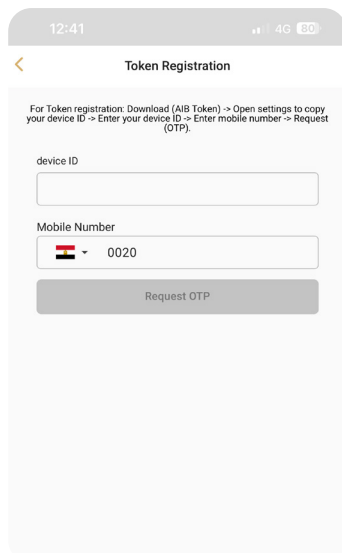 12:41
4G 80
Token Registration
For Token registration: Download (AIB Token) -> Open settings to copy
your device ID -> Enter your device ID -> Enter mobile number -> Request
(OTP).
device ID
Mobile Number
0020
Request OTP